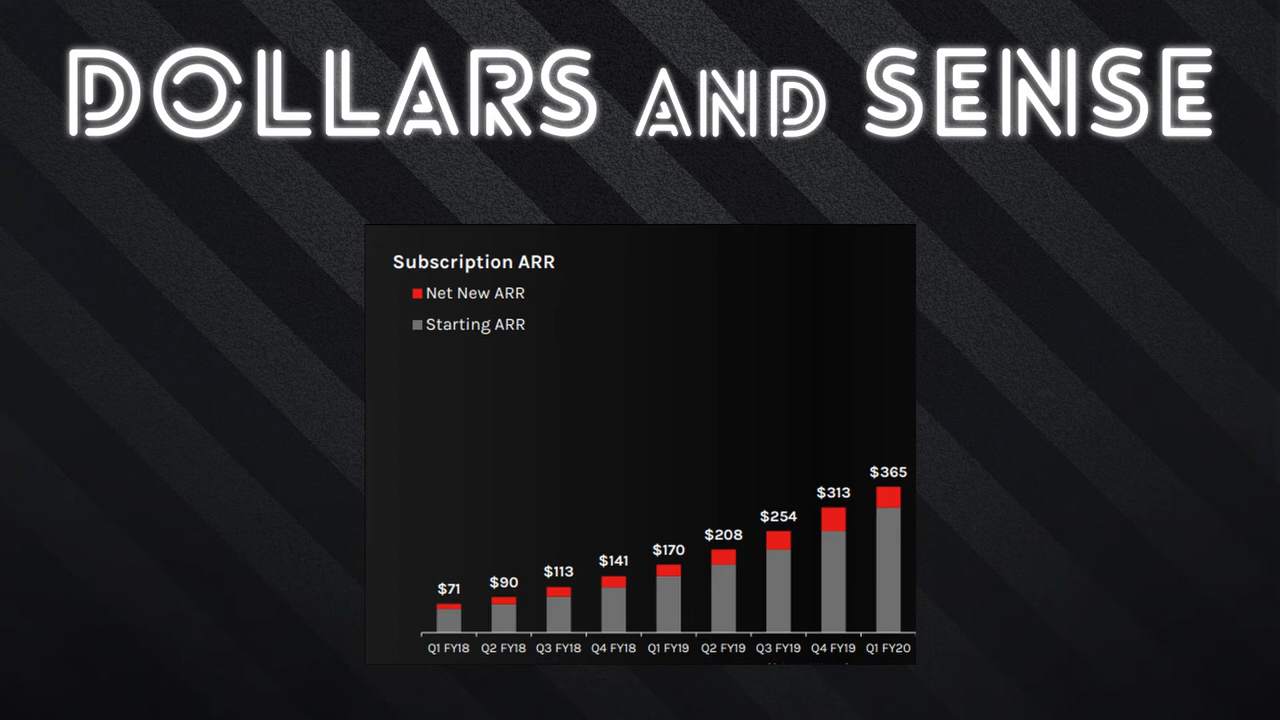 DOLLARS AND SENSE
Subscription ARR
Net New ARR
Starting ARR
$71
$90
$113
$141
$170
$208
$254
$313
$365
Q1 FY18 Q2 FY18 Q3 FY18 Q4 FY18 Q1 FY19 Q2 FY19 Q3 FY19 Q4 FY19 Q1 FY20